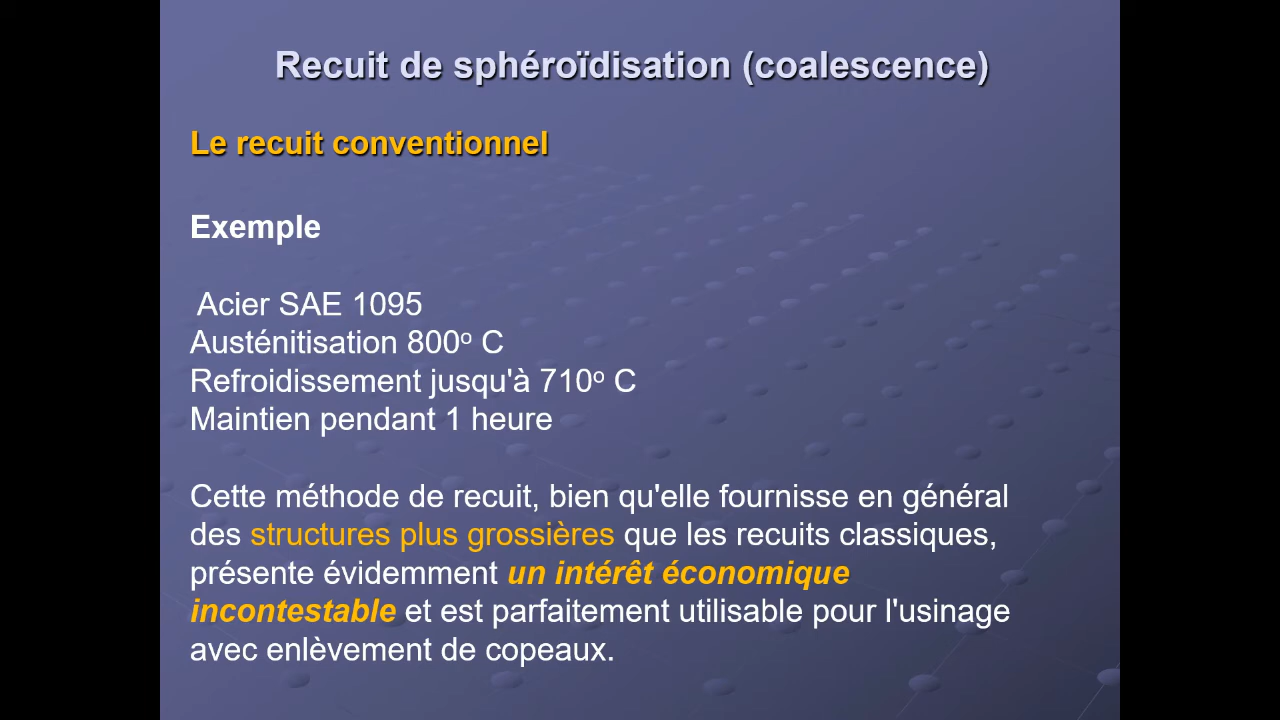 Recuit de sphéroïdisation (coalescence)
Le recuit conventionnel
Exemple
Acier SAE 1095
Austénitisation 800º C
Refroidissement jusqu'à 710º C
Maintien pendant 1 heure
Cette méthode de recuit, bien qu'elle fournisse en général
des structures plus grossières que les recuits classiques,
présente évidemment un intérêt économique
incontestable et est parfaitement utilisable pour l'usinage
avec enlèvement de copeaux.